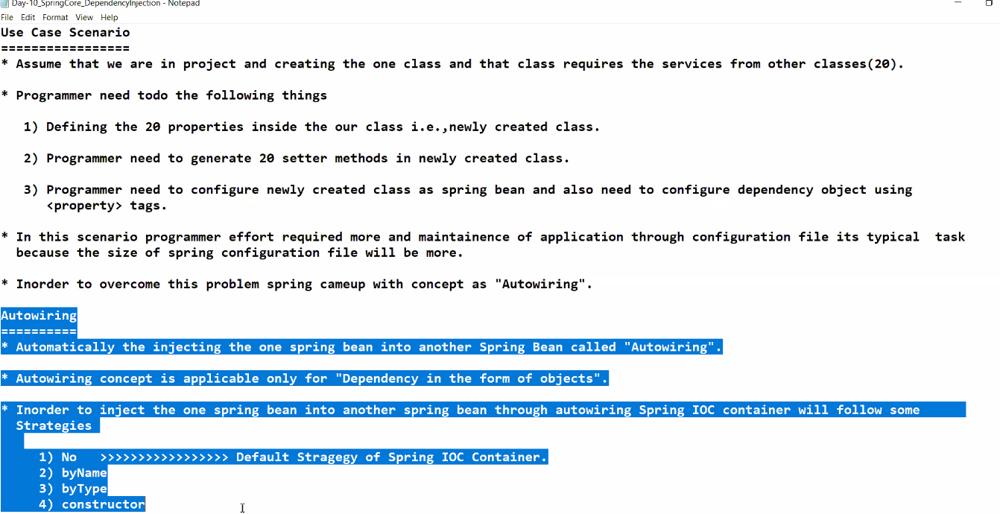 Day-10_SpringCore_DependencyInjection - Notepad
File Edit Format View Help
Use Case Scenario
=================
* Assume that we are in project and creating the one class and that class requires the services from other classes(20).
* Programmer need todo the following things
1) Defining the 20 properties inside the our class i.e.,newly created class.
2) Programmer need to generate 20 setter methods in newly created class.
3) Programmer need to configure newly created class as spring bean and also need to configure dependency object using
<property> tags.
* In this scenario programmer effort required more and maintainence of application through configuration file its typical  task
because the size of spring configuration file will be more.
* Inorder to overcome this problem spring cameup with concept as "Autowiring".
Autowiring
==========
* Automatically the injecting the one spring bean into another Spring Bean called "Autowiring".
* Autowiring concept is applicable only for "Dependency in the form of objects".
* Inorder to inject the one spring bean into another spring bean through autowiring Spring IOC container will follow some
Strategies
1) No   >>>>>>>>>>>>>>>>> Default Stragegy of Spring IOC Container.
2) byName
3) byType
4) constructor